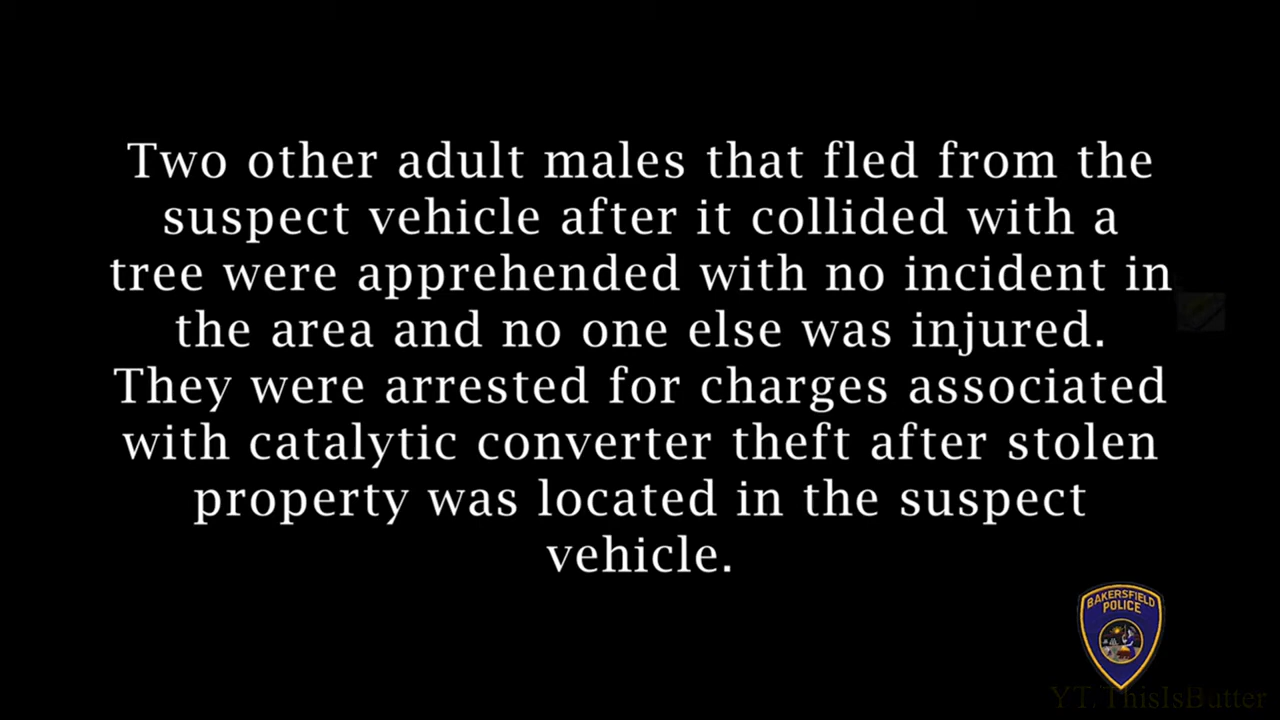 Two other adult males that fled from the
suspect vehicle after it collided with a
tree were apprehended with no incident in
the area and no one else was injured.
They were arrested for charges associated
with catalytic converter theft after stolen
property was located in the suspect
vehicle.
BAKERSFIELD
POLICE
YT.ThisIsButter